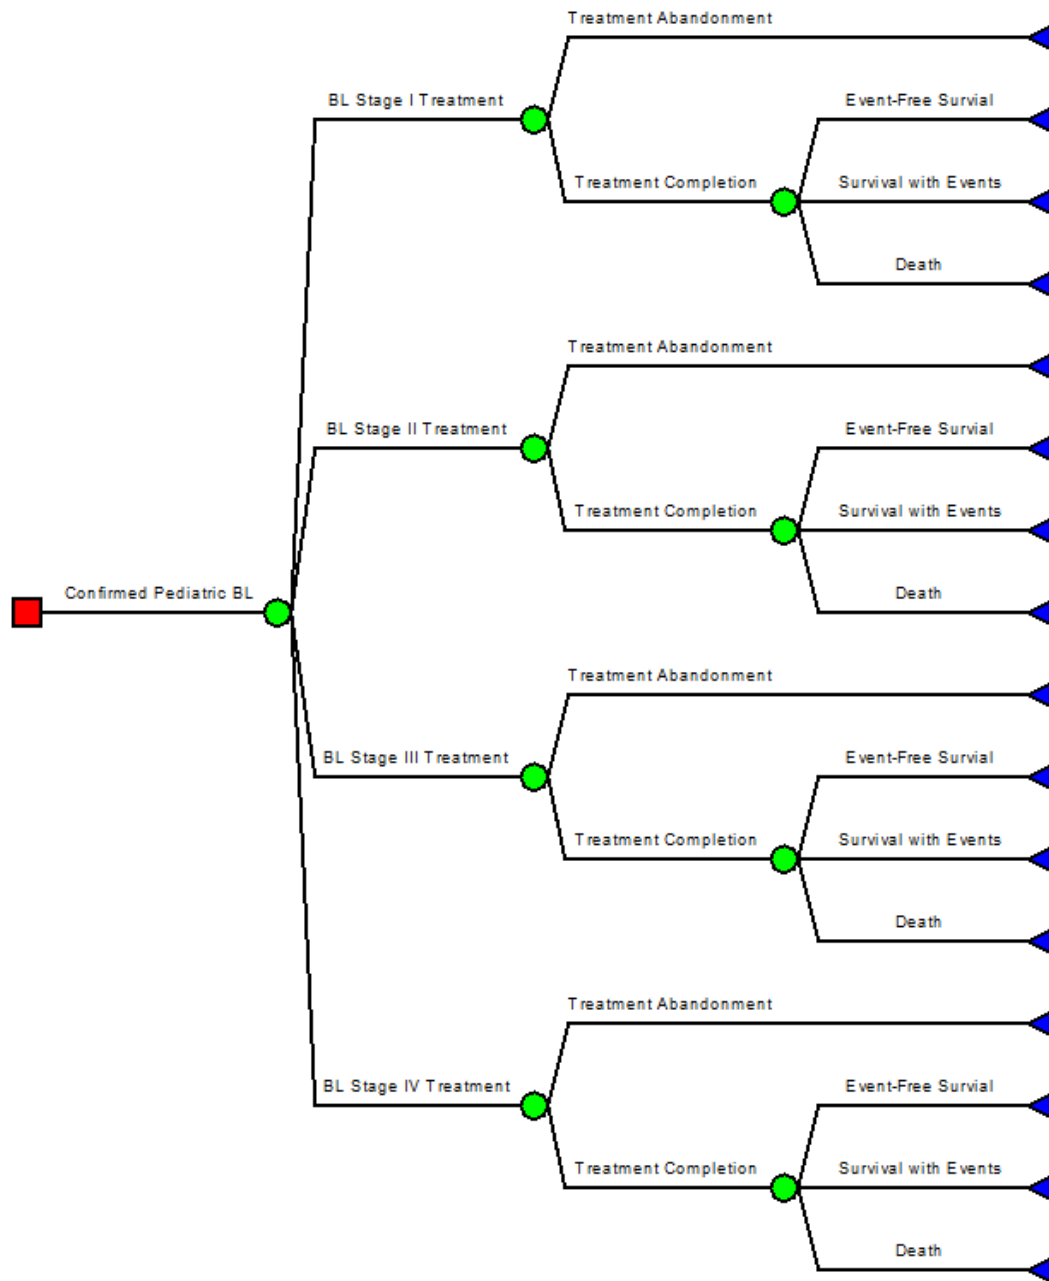 Treatment Abandonment
BL Stage I Treatment
Event-Free Survial
Treatment Completion
Survival with Events
Death
Treatment Abandonment
BL Stage II Treatment
Event-Free Survial
Treatment Completion
Survival with Events
Death
Confirmed Pediatric BL
Treatment Abandonment
BL Stage III Treatment
Event-Free Survial
Treatment Completion
Survival with Events
Death
Treatment Abandonment
BL Stage IV Treatment
Event-Free Survial
Treatment Completion
Survival with Events
Death